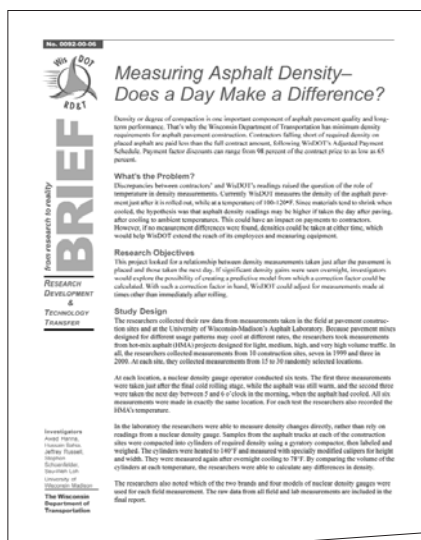 No. 0092-00-06
WisDOT
RD&T
from research to reality
BRIEF
RESEARCH
DEVELOPMENT
&
TECHNOLOGY
TRANSFER
Measuring Asphalt Density–
Does a Day Make a Difference?
Density or degree of compaction is one important component of asphalt pavement quality and long-
term performance. That's why the Wisconsin Department of Transportation has minimum density
requirements for asphalt pavement construction. Contractors falling short of required density on
placed asphalt are paid less than the full contract amount, following WisDOT's Adjusted Payment
Schedule. Payment factor discounts can range from 98 percent of the contract price to as low as 65
percent.
What's the Problem?
Discrepancies between contractors' and WisDOT's readings raised the question of the role of
temperature in density measurements. Currently WisDOT measures the density of the asphalt pave-
ment just after it is rolled out, while at a temperature of 100-120°F. Since materials tend to shrink when
cooled, the hypothesis was that asphalt density readings may be higher if taken the day after paving,
after cooling to ambient temperatures. This could have an impact on payments to contractors.
However, if no measurement differences were found, densities could be taken at either time, which
would help WisDOT extend the reach of its employees and measuring equipment.
Research Objectives
This project looked for a relationship between density measurements taken just after the pavement is
placed and those taken the next day. If significant density gains were seen overnight, investigators
would explore the possibility of creating a predictive model from which a correction factor could be
calculated. With such a correction factor in hand, WisDOT could adjust for measurements made at
times other than immediately after rolling.
Study Design
The researchers collected their raw data from measurements taken in the field at pavement construc-
tion sites and at the University of Wisconsin-Madison's Asphalt Laboratory. Because pavement mixes
designed for different usage patterns may cool at different rates, the researchers took measurements
from hot-mix asphalt (HMA) projects designed for light, medium, high, and very high volume traffic. In
all, the researchers collected measurements from 10 construction sites, seven in 1999 and three in
2000. At each site, they collected measurements from 15 to 30 randomly selected locations.
At each location, a nuclear density gauge operator conducted six tests. The first three measurements
were taken just after the final cold rolling stage, while the asphalt was still warm, and the second three
were taken the next day between 5 and 6 o'clock in the morning, when the asphalt had cooled. All six
measurements were made in exactly the same location. For each test the researchers also recorded the
HMA's temperature.
In the laboratory the researchers were able to measure density changes directly, rather than rely on
readings from a nuclear density gauge. Samples from the asphalt trucks at each of the construction
sites were compacted into cylinders of required density using a gyratory compactor, then labeled and
weighed. The cylinders were heated to 140°F and measured with specially modified calipers for height
and width. They were measured again after overnight cooling to 78°F. By comparing the volume of the
cylinders at each temperature, the researchers were able to calculate any differences in density.
The researchers also noted which of the two brands and four models of nuclear density gauges were
used for each field measurement. The raw data from all field and lab measurements are included in the
final report.
Investigators
Awad Hanna,
Hussain Bahia,
Jeffrey Russell,
Stephen
Schuenfelder,
University of
Wisconsin Madison
The Wisconsin
Department of
Transportation